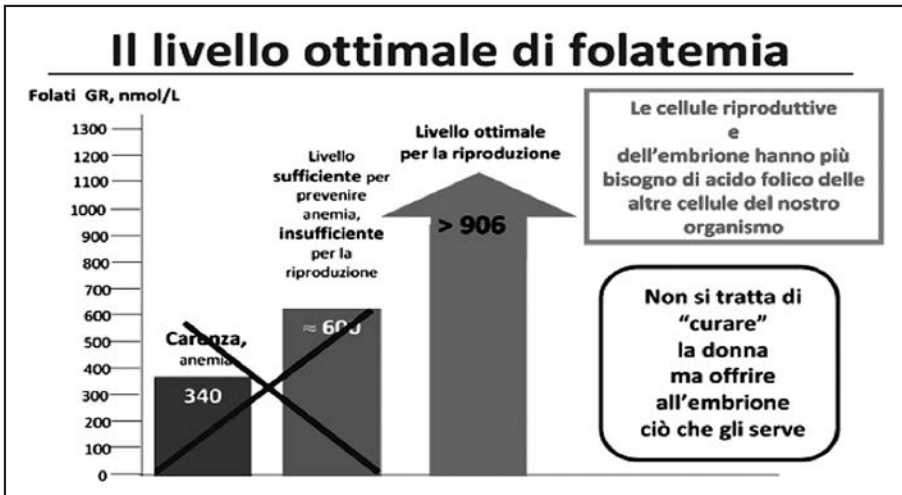 Il livello ottimale di folatemia
Folati GR, nmol/L
1300
1200
1100
1000
900
800
700
600
500
400
300
200
100
0
Carenza,
anemia
340
Livello
sufficiente per
prevenire
anemia,
insufficiente
per la
riproduzione
≈ 600
Livello ottimale
per la riproduzione
> 906
Le cellule riproduttive
e
dell'embrione hanno più
bisogno di acido folico delle
altre cellule del nostro
organismo
Non si tratta di
"curare"
la donna
ma offrire
all'embrione
ciò che gli serve